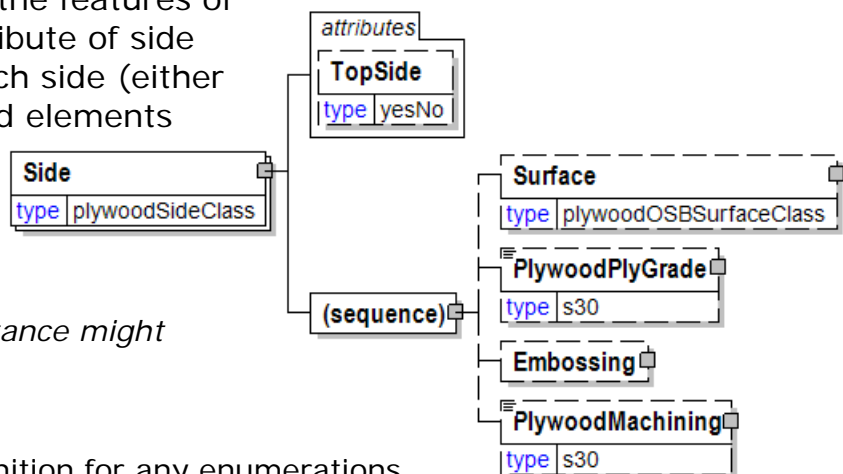 the features of
ibute of side
ch side (either
d elements
attributes
TopSide
type yesNo
Side
type plywoodSideClass
Surface
type plywoodOSBSurfaceClass
PlywoodPlyGrade
type s30
(sequence)
ance might
Embossing
PlywoodMachining
type s30
nition for any enumerations